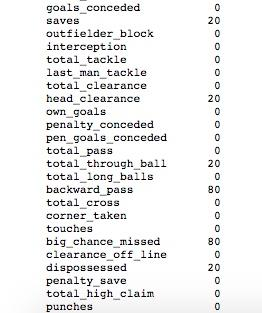 goals_conceded 0
saves 20
outfielder_block 0
interception 0
total_tackle 0
last_man_tackle 0
total_clearance 0
head_clearance 20
own_goals 0
penalty_conceded 0
pen_goals_conceded 0
total_pass 0
total_through_ball 20
total_long_balls 0
backward_pass 80
total_cross 0
corner_taken 0
touches 0
big_chance_missed 80
clearance_off_line 0
dispossessed 20
penalty_save 0
total_high_claim 0
punches 0